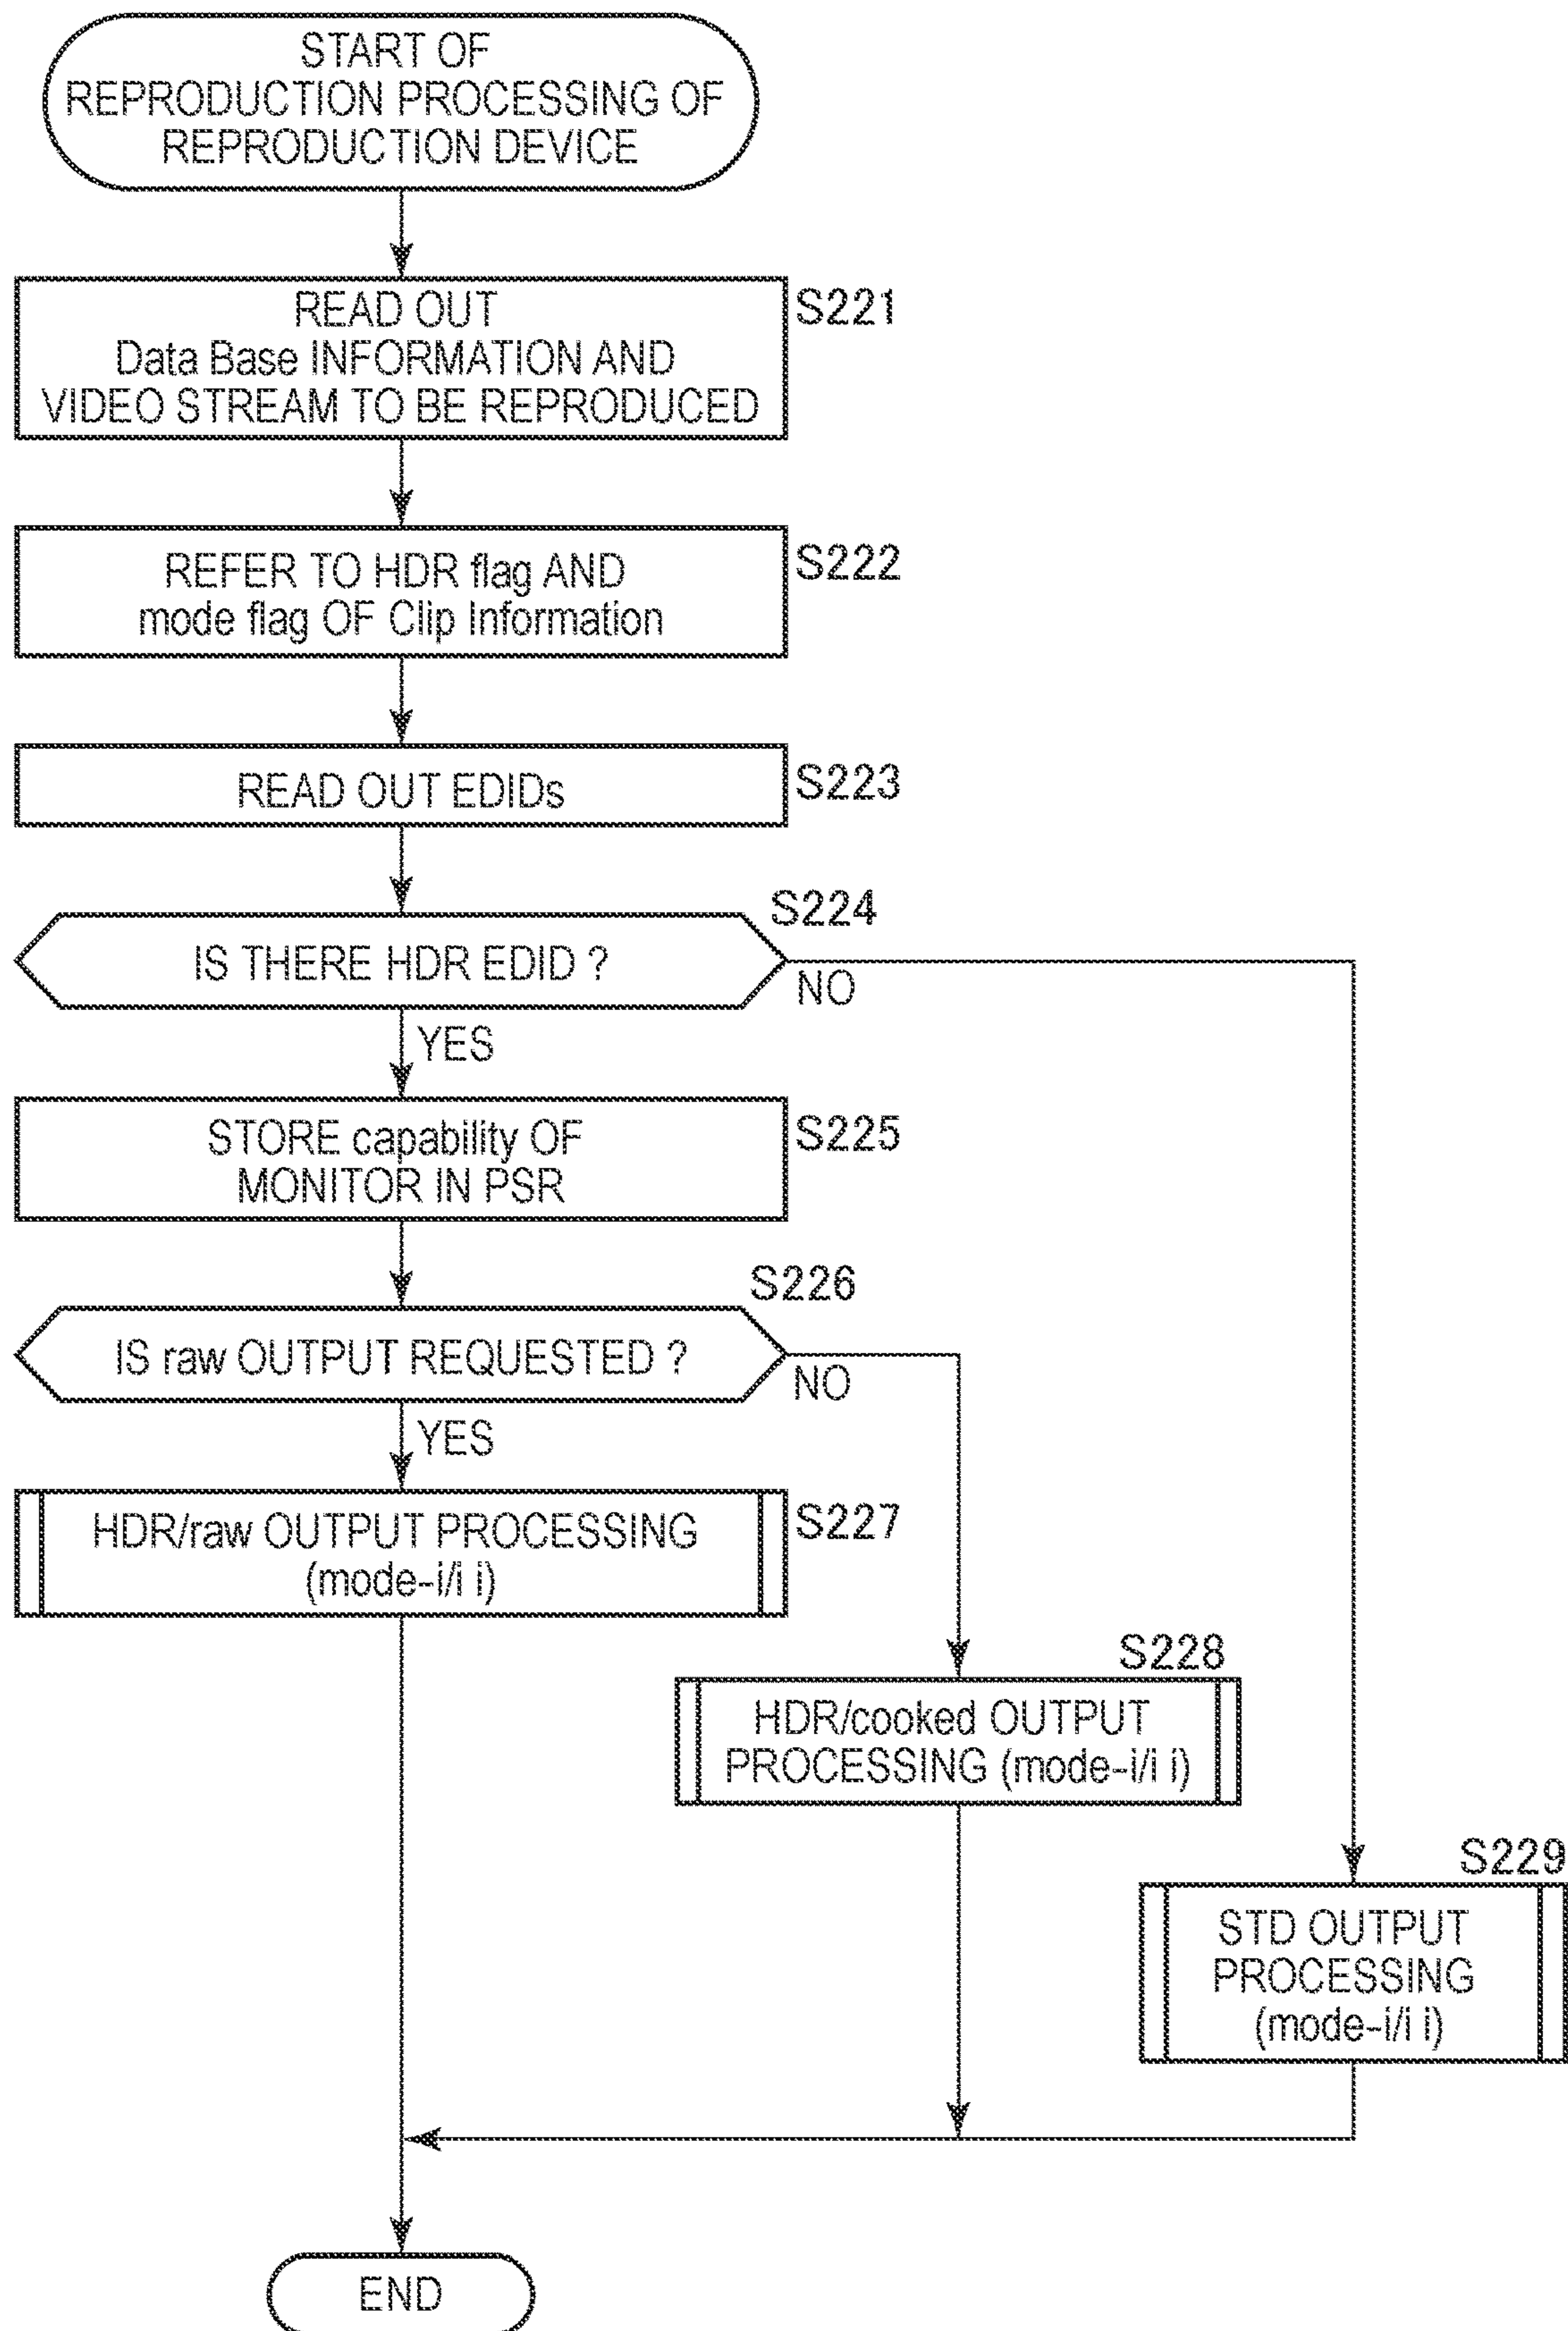 START OF
REPRODUCTION PROCESSING OF
REPRODUCTION DEVICE
READ OUT
Data Base INFORMATION AND
VIDEO STREAM TO BE REPRODUCED
S221
REFER TO HDR flag AND
mode flag OF Clip Information
S222
READ OUT EDIDs
S223
S224
IS THERE HDR EDID ?
NO
YES
STORE capability OF
MONITOR IN PSR
S225
S226
IS raw OUTPUT REQUESTED ?
NO
YES
HDR/raw OUTPUT PROCESSING
(mode-i/i i)
S227
S228
HDR/cooked OUTPUT
PROCESSING (mode-i/i i)
S229
STD OUTPUT
PROCESSING
(mode-i/i i)
END